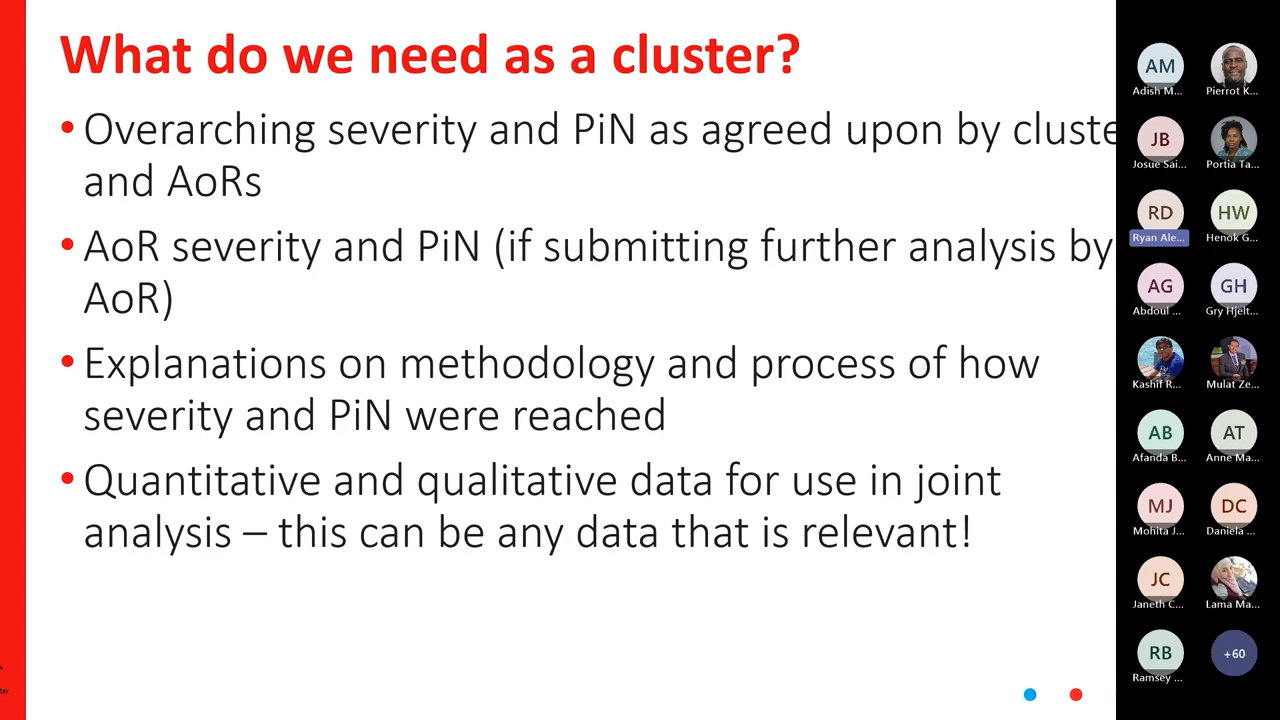 What do we need as a cluster?
• Overarching severity and PiN as agreed upon by cluste
and AoRs
• AoR severity and PiN (if submitting further analysis by
AoR)
• Explanations on methodology and process of how
severity and PiN were reached
• Quantitative and qualitative data for use in joint
analysis – this can be any data that is relevant!
AM
Adish M...
Pierrot K...
JB
Josue Sai...
Portia Ta...
RD
Ryan Ale...
HW
Henok G...
AG
Abdoul ...
GH
Gry Hjelt...
Kashif R...
Mulat Ze...
AB
Afanda B...
AT
Anne Ma...
MJ
Mohita J...
DC
Daniela ...
JC
Janeth C...
Lama Ma...
RB
Ramsey ...
+60